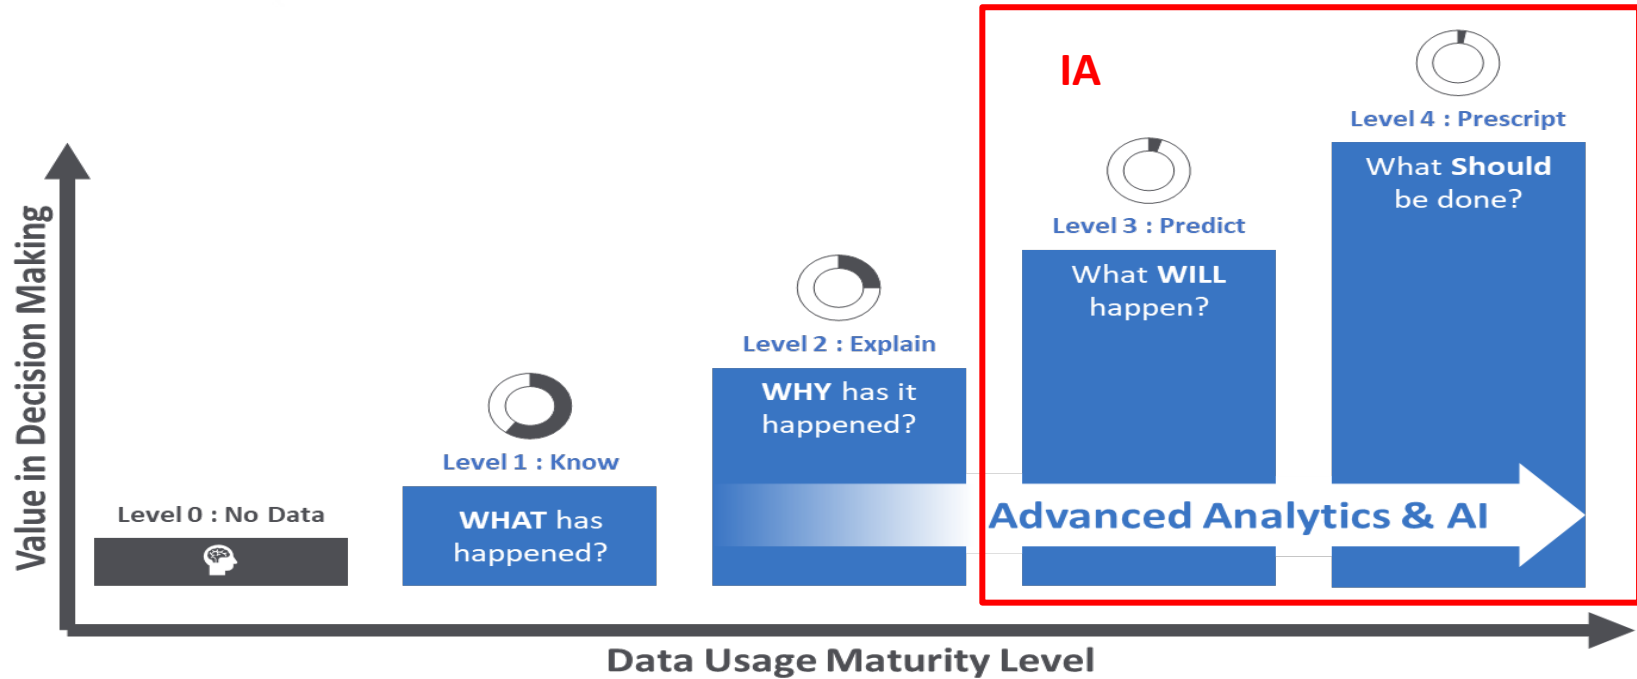 IA
Level 4 : Prescript
What Should
be done?
Level 3 : Predict
What WILL
happen?
Level 2 : Explain
WHY has it
happened?
Level 1 : Know
WHAT has
happened?
Level 0 : No Data
Advanced Analytics & AI
Value in Decision Making
Data Usage Maturity Level